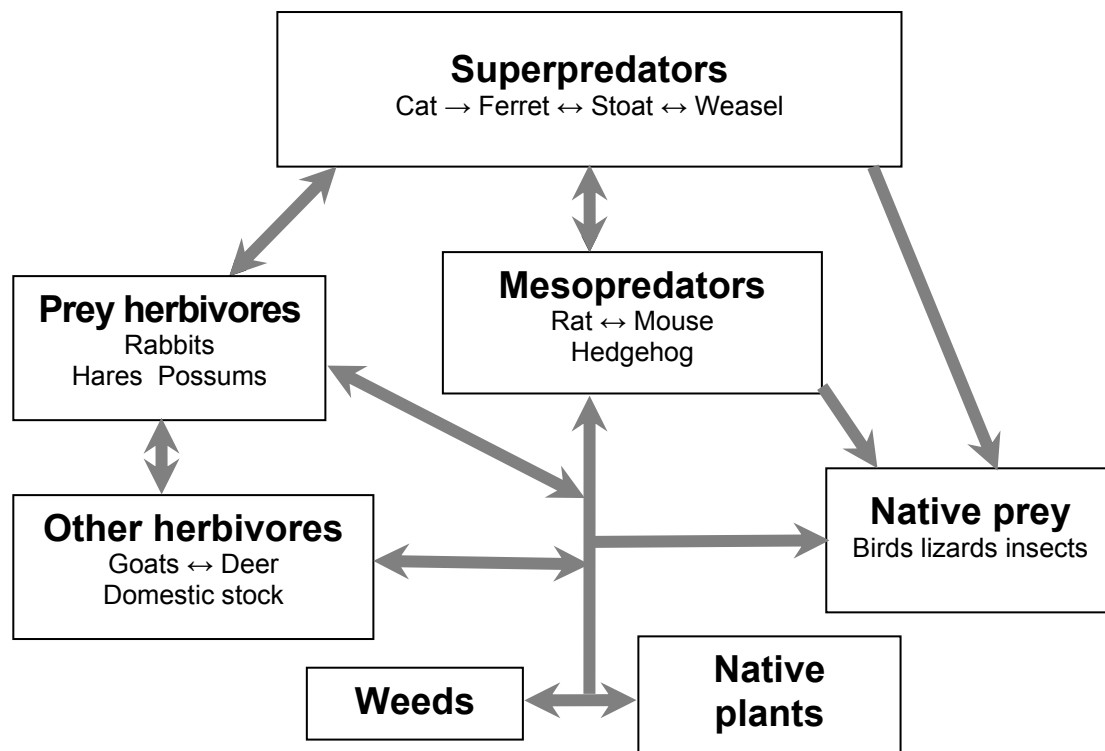 Superpredators
Cat → Ferret ↔ Stoat ↔ Weasel
Prey herbivores
Rabbits
Hares  Possums
Mesopredators
Rat ↔ Mouse
Hedgehog
Other herbivores
Goats ↔ Deer
Domestic stock
Native prey
Birds lizards insects
Weeds
Native
plants